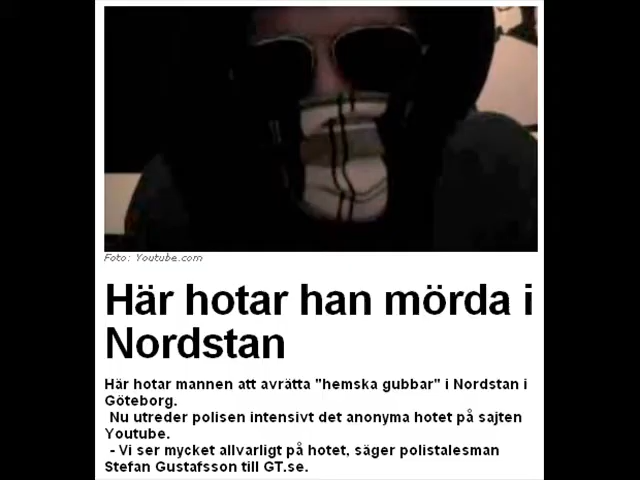 Foto: Youtube.com
Här hotar han mörda i
Nordstan
Här hotar mannen att avrätta "hemska gubbar" i Nordstan i
Göteborg.
Nu utreder polisen intensivt det anonyma hotet på sajten
Youtube.
- Vi ser mycket allvarligt på hotet, säger polistalesman
Stefan Gustafsson till GT.se.